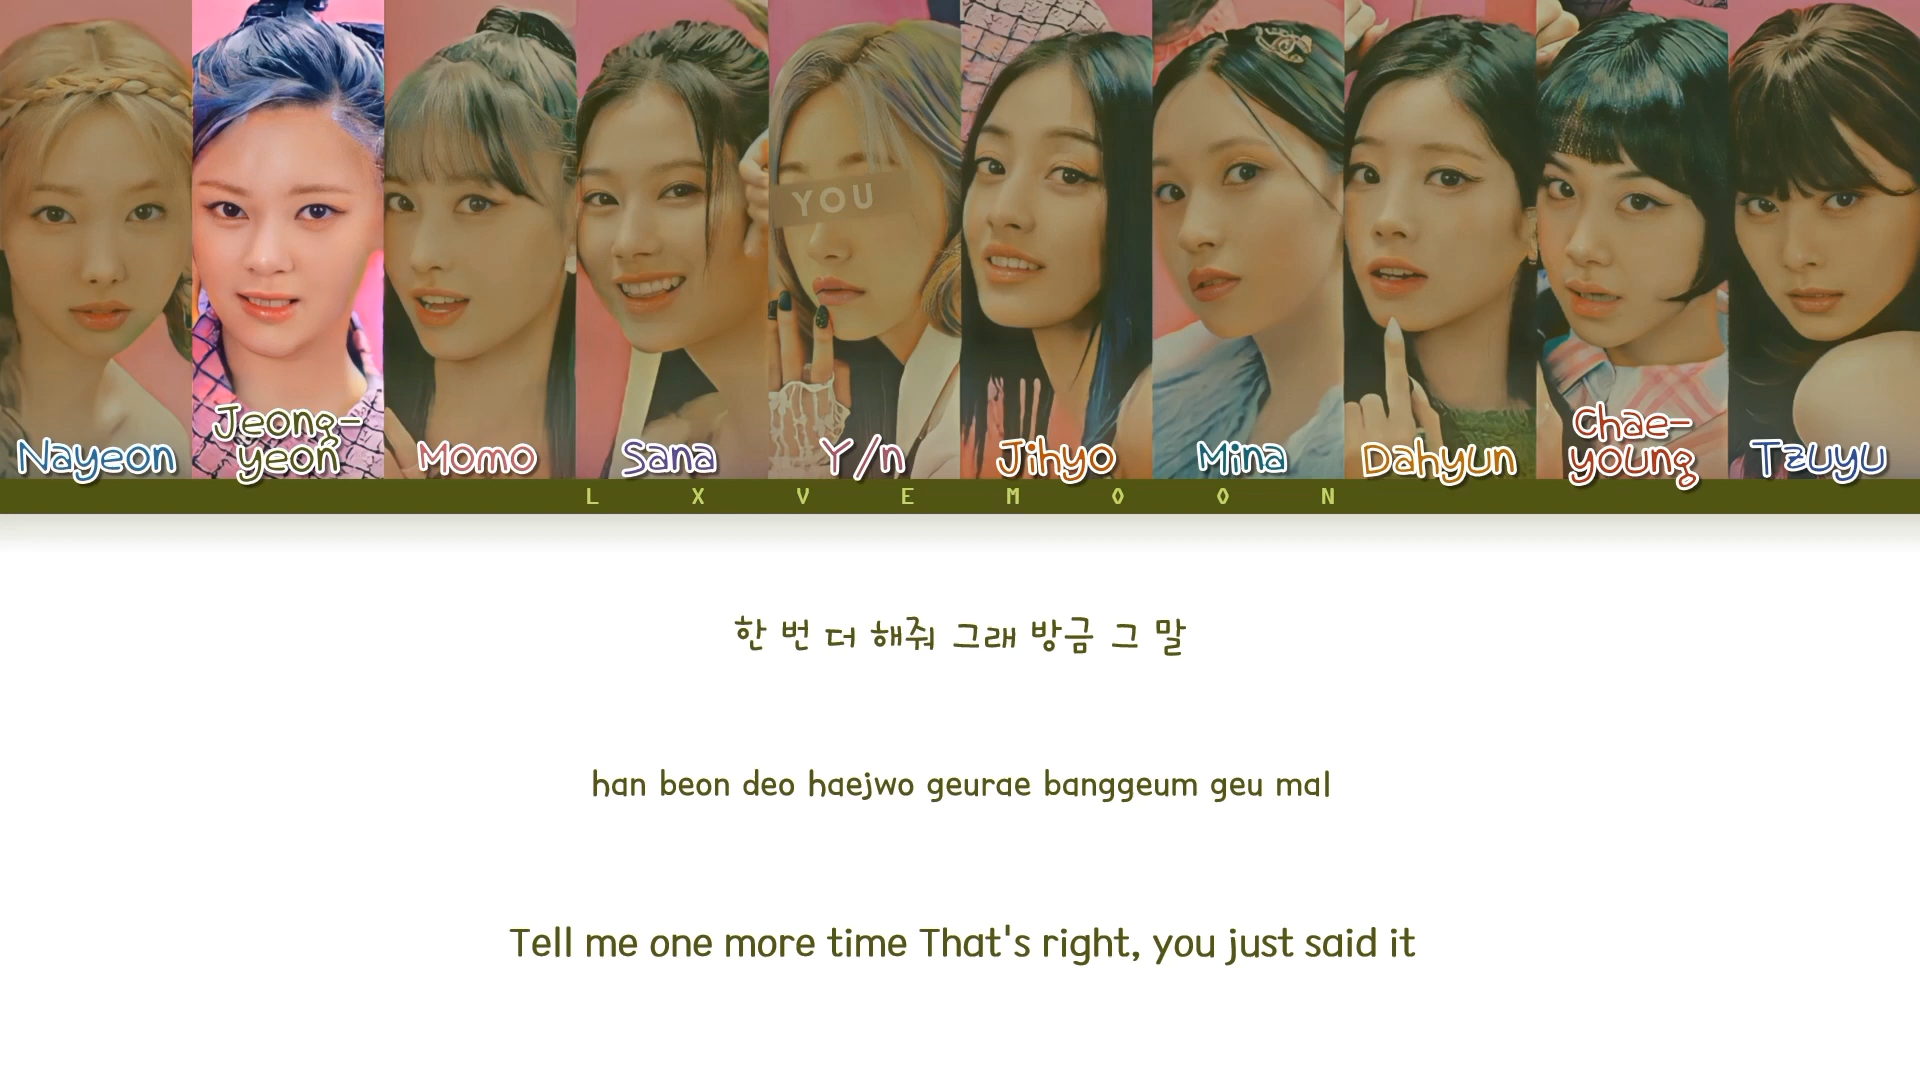 YOU
Nayeon
Jeong-
yeon
Momo
Sana
Y/n
Jihyo
Mina
Dahyun
Chae-
young
Tzuyu
L X V E M O O N
한 번 더 해줘 그래 방금 그 말
han beon deo haejwo geurae banggeum geu mal
Tell me one more time That's right, you just said it